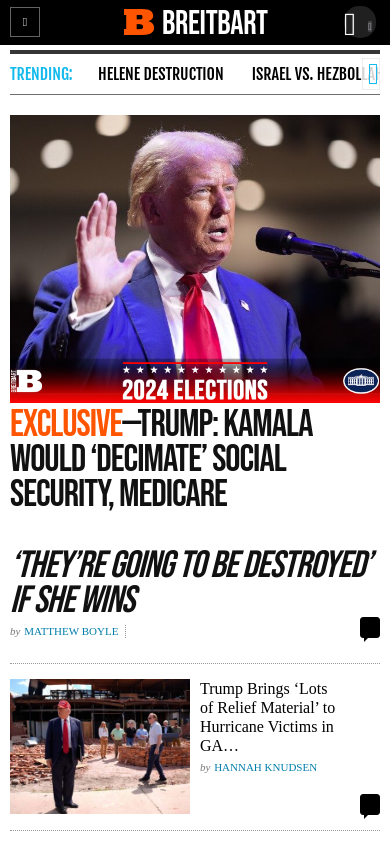 BREITBART
TRENDING:
HELENE DESTRUCTION
ISRAEL VS. HEZBOLLA
BREITBART
2024 ELECTIONS
EXCLUSIVE—TRUMP: KAMALA
WOULD ‘DECIMATE’ SOCIAL
SECURITY, MEDICARE
‘THEY’RE GOING TO BE DESTROYED’
IF SHE WINS
by MATTHEW BOYLE
Trump Brings ‘Lots
of Relief Material’ to
Hurricane Victims in
GA…
by HANNAH KNUDSEN